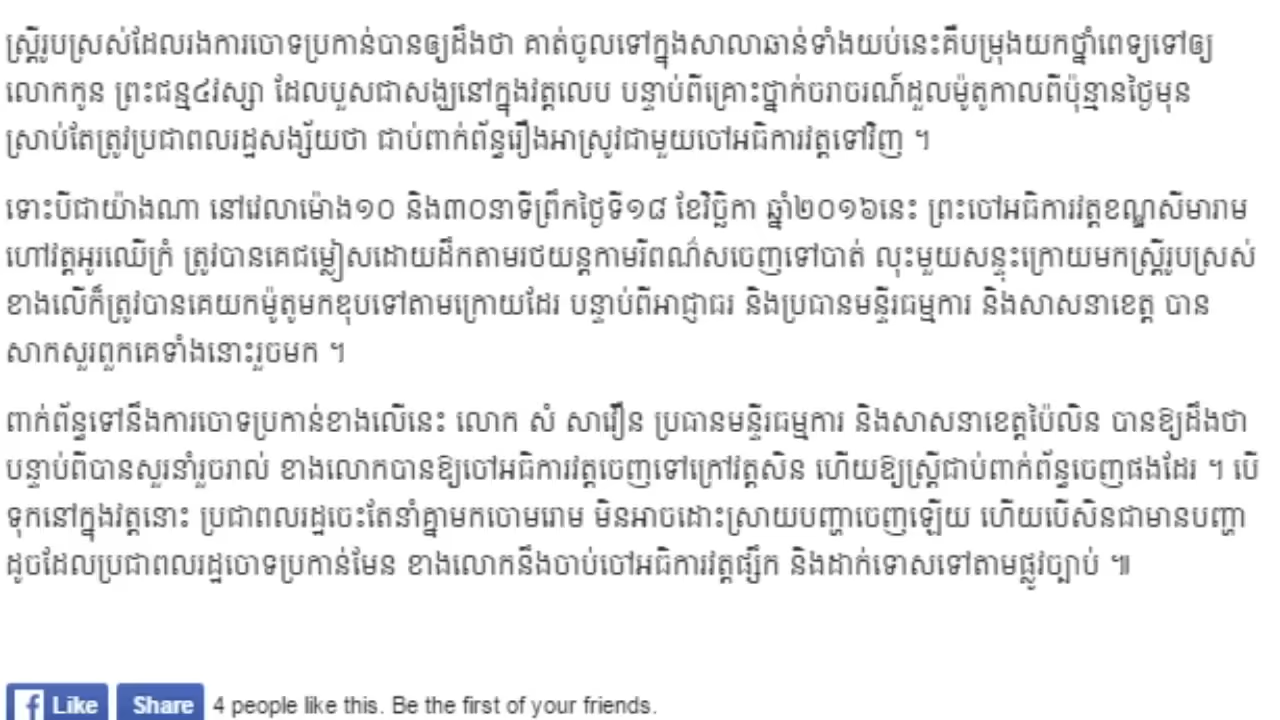 ស្ត្រីរូបស្រស់ដែលរងការចោទប្រកាន់បានឲ្យដឹងថា គាត់ចូលទៅក្នុងសាលាឆាន់ទាំងយប់នេះគឺបម្រុងយកថ្នាំពេទ្យទៅឲ្យ
លោកកូន ព្រះជន្ម៤វស្សា ដែលបួសជាសង្ឃនៅក្នុងវត្តលេប បន្ទាប់ពីគ្រោះថ្នាក់ចរាចរណ៍ដួលម៉ូតូកាលពីប៉ុន្មានថ្ងៃមុន
ស្រាប់តែត្រូវប្រជាពលរដ្ឋសង្ស័យថា ជាប់ពាក់ព័ន្ធរឿងអាស្រូវជាមួយចៅអធិការវត្តទៅវិញ ។
ទោះបីជាយ៉ាងណា នៅវេលាម៉ោង១០ និង៣០នាទីព្រឹកថ្ងៃទី១៨ ខែវិច្ឆិកា ឆ្នាំ២០១៦នេះ ព្រះចៅអធិការវត្តខណ្ឌសីមារាម
ហៅវត្តអូរឈើក្រំ ត្រូវបានគេជម្លៀសដោយដឹកតាមរថយន្តកាមរីពណ៌សចេញទៅបាត់ លុះមួយសន្ទុះក្រោយមកស្ត្រីរូបស្រស់
ខាងលើក៏ត្រូវបានគេយកម៉ូតូមកឌុបទៅតាមក្រោយដែរ បន្ទាប់ពីអាជ្ញាធរ និងប្រធានមន្ទីរធម្មការ និងសាសនាខេត្ត បាន
សាកសួរពួកគេទាំងនោះរួចមក ។
ពាក់ព័ន្ធទៅនឹងការចោទប្រកាន់ខាងលើនេះ លោក សំ សារឿន ប្រធានមន្ទីរធម្មការ និងសាសនាខេត្តប៉ៃលិន បានឱ្យដឹងថា
បន្ទាប់ពីបានសួរនាំរួចរាល់ ខាងលោកបានឱ្យចៅអធិការវត្តចេញទៅក្រៅវត្តសិន ហើយឱ្យស្ត្រីជាប់ពាក់ព័ន្ធចេញផងដែរ ។ បើ
ទុកនៅក្នុងវត្តនោះ ប្រជាពលរដ្ឋចេះតែនាំគ្នាមកចោមរោម មិនអាចដោះស្រាយបញ្ហាចេញឡើយ ហើយបើសិនជាមានបញ្ហា
ដូចដែលប្រជាពលរដ្ឋចោទប្រកាន់មែន ខាងលោកនឹងចាប់ចៅអធិការវត្តផ្សឹក និងដាក់ទោសទៅតាមផ្លូវច្បាប់ ៕
Like Share 4 people like this. Be the first of your friends.